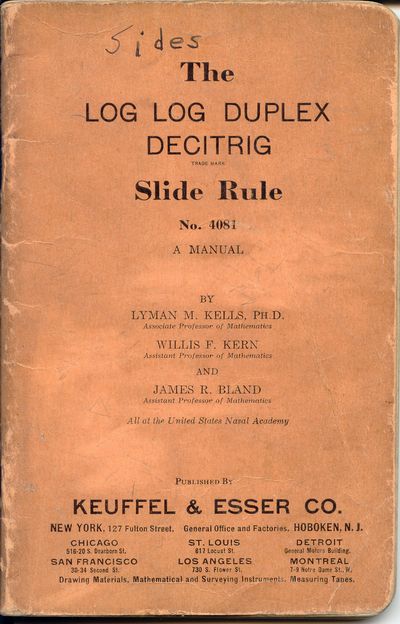 Sides
The
LOG LOG DUPLEX
DECITRIG
TRADE MARK
Slide Rule
No. 4081
A MANUAL
BY
LYMAN M. KELLS, PH.D.
Associate Professor of Mathematics
WILLIS F. KERN
Assistant Professor of Mathematics
AND
JAMES R. BLAND
Assistant Professor of Mathematics
All at the United States Naval Academy
PUBLISHED BY
KEUFFEL & ESSER CO.
NEW YORK, 127 Fulton Street. General Office and Factories, HOBOKEN, N. J.
CHICAGO ST. LOUIS DETROIT
516-20 S. Dearborn St. 817 Locust St. General Motors Building.
SAN FRANCISCO LOS ANGELES MONTREAL
30-34 Second St. 730 S. Flower St. 7-9 Notre Dame St., W.
Drawing Materials, Mathematical and Surveying Instruments, Measuring Tapes.